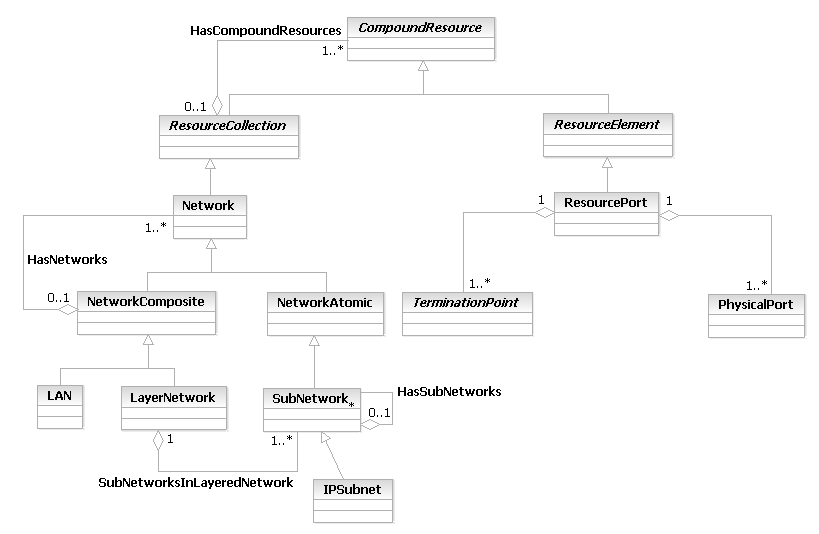 CompoundResource
HasCompoundResources
1..*
0..1
ResourceCollection
ResourceElement
Network
1..*
ResourcePort
1
1
HasNetworks
0..1
NetworkComposite
NetworkAtomic
1..*
TerminationPoint
1..*
PhysicalPort
LAN
LayerNetwork
SubNetwork
*
HasSubNetworks
0..1
1
1..*
SubNetworksInLayeredNetwork
IPSubnet